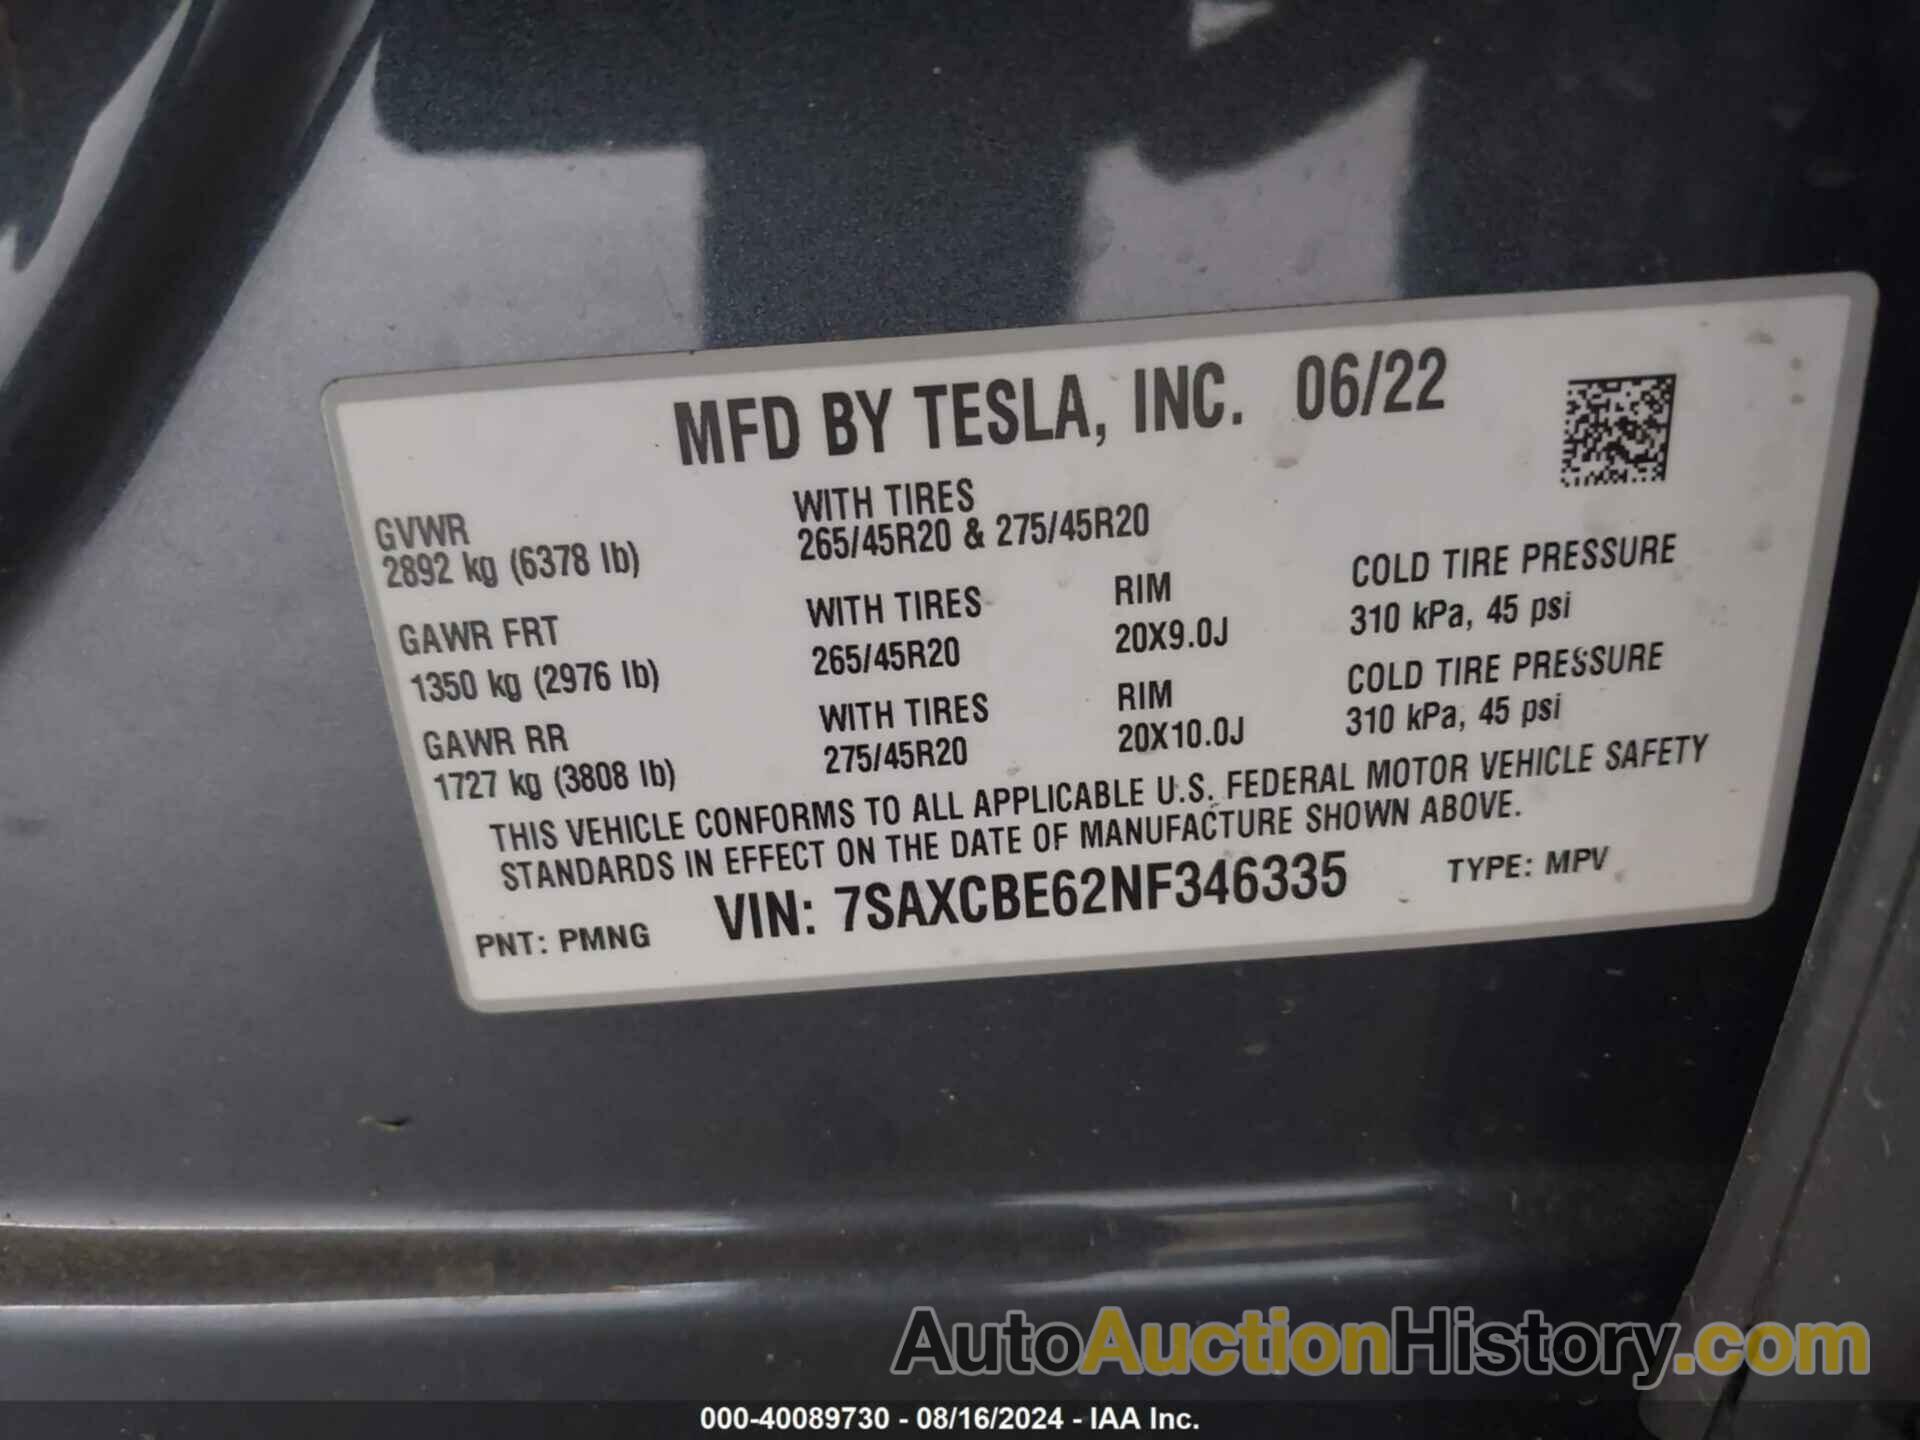 MFD BY TESLA, INC. 06/22
GVWR
2892 kg (6378 lb)
WITH TIRES
265/45R20 & 275/45R20
GAWR FRT
1350 kg (2976 lb)
WITH TIRES
265/45R20
RIM
20X9.0J
COLD TIRE PRESSURE
310 kPa, 45 psi
GAWR RR
1727 kg (3808 lb)
WITH TIRES
275/45R20
RIM
20X10.0J
COLD TIRE PRESSURE
310 kPa, 45 psi
THIS VEHICLE CONFORMS TO ALL APPLICABLE U.S. FEDERAL MOTOR VEHICLE SAFETY
STANDARDS IN EFFECT ON THE DATE OF MANUFACTURE SHOWN ABOVE.
PNT: PMNG
VIN: 7SAXCBE62NF346335
TYPE: MPV
AutoAuctionHistory.com
000-40089730 - 08/16/2024 - IAA Inc.